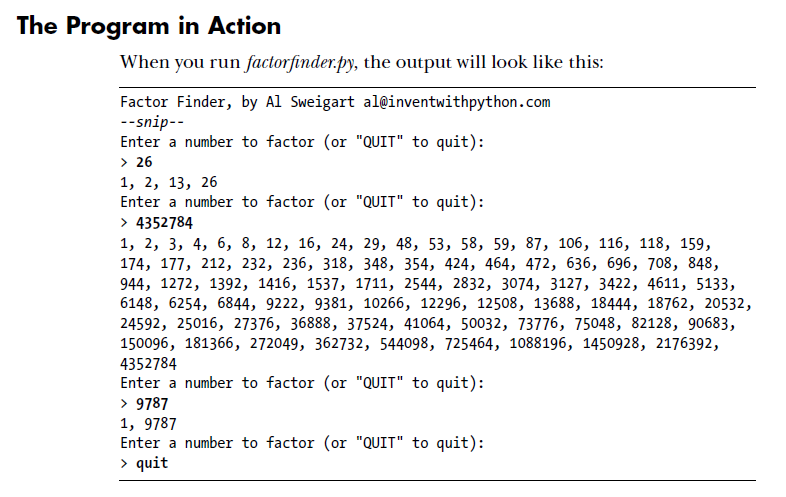 The Program in Action
When you run factorfinder.py, the output will look like this:
Factor Finder, by Al Sweigart al@inventwithpython.com
--snip--
Enter a number to factor (or "QUIT" to quit):
> 26
1, 2, 13, 26
Enter a number to factor (or "QUIT" to quit):
> 4352784
1, 2, 3, 4, 6, 8, 12, 16, 24, 29, 48, 53, 58, 59, 87, 106, 116, 118, 159,
174, 177, 212, 232, 236, 318, 348, 354, 424, 464, 472, 636, 696, 708, 848,
944, 1272, 1392, 1416, 1537, 1711, 2544, 2832, 3074, 3127, 3422, 4611, 5133,
6148, 6254, 6844, 9222, 9381, 10266, 12296, 12508, 13688, 18444, 18762, 20532,
24592, 25016, 27376, 36888, 37524, 41064, 50032, 73776, 75048, 82128, 90683,
150096, 181366, 272049, 362732, 544098, 725464, 1088196, 1450928, 2176392,
4352784
Enter a number to factor (or "QUIT" to quit):
> 9787
1, 9787
Enter a number to factor (or "QUIT" to quit):
> quit